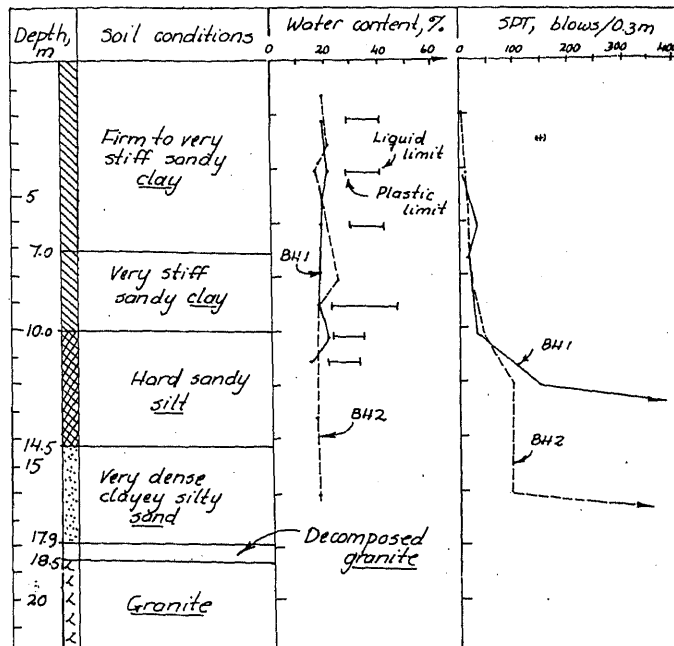 Depth, m
Soil conditions
Water content, %
0 20 40 60
SPT, blows/0.3m
0 100 200 300 400
Firm to very
stiff sandy
clay
Liquid
limit
Plastic
limit
5
7.0
Very stiff
sandy clay
BH1
10.0
Hard sandy
silt
BH1
BH2
BH2
14.5
15
Very dense
clayey silty
sand
17.9
Decomposed
granite
18.5
20
Granite